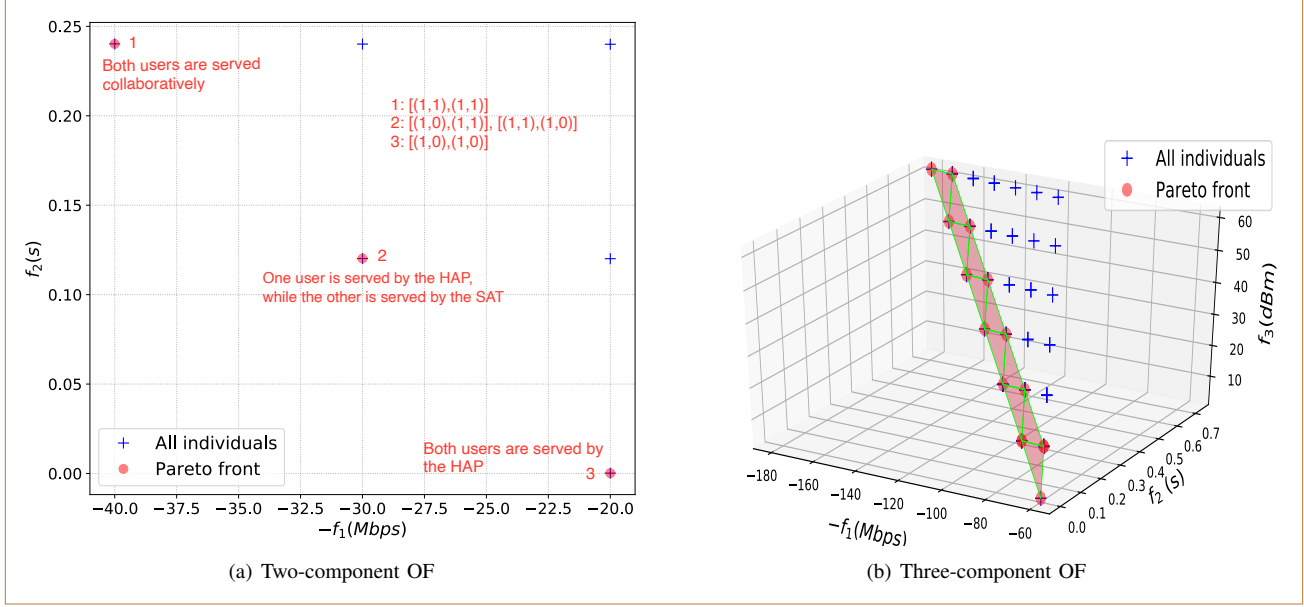 0.25
0.20
0.15
0.10
0.05
0.00
f2(s)
1
Both users are served
collaboratively
1: [(1,1),(1,1)]
2: [(1,0),(1,1)], [(1,1),(1,0)]
3: [(1,0),(1,0)]
2
One user is served by the HAP,
while the other is served by the SAT
Both users are served by
the HAP
3
All individuals
Pareto front
−40.0 −37.5 −35.0 −32.5 −30.0 −27.5 −25.0 −22.5 −20.0
−f1(Mbps)
(a) Two-component OF
All individuals
Pareto front
60
50
40
30
20
10
f3(dBm)
0.7
0.6
0.5
0.4
0.3
0.2
0.1
0.0
f2(s)
−180 −160 −140 −120 −100 −80 −60
−f1(Mbps)
(b) Three-component OF